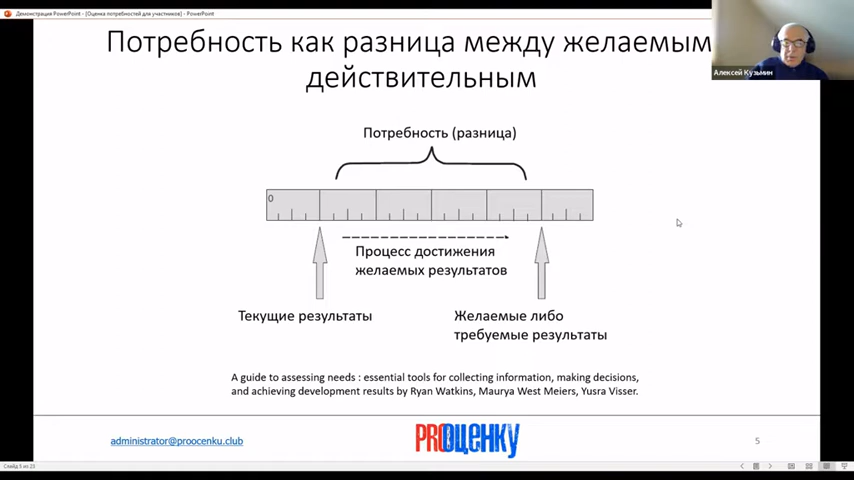 Демонстрация PowerPoint - [Оценка потребностей для участников] - PowerPoint
Потребность как разница между желаемым
действительным
Алексей Кузьмин
Потребность (разница)
0
Процесс достижения
желаемых результатов
Текущие результаты
Желаемые либо
требуемые результаты
A guide to assessing needs : essential tools for collecting information, making decisions,
and achieving development results by Ryan Watkins, Maurya West Meiers, Yusra Visser.
administrator@proocenku.club
PROОЦЕНКУ
5
Слайд 5 из 23